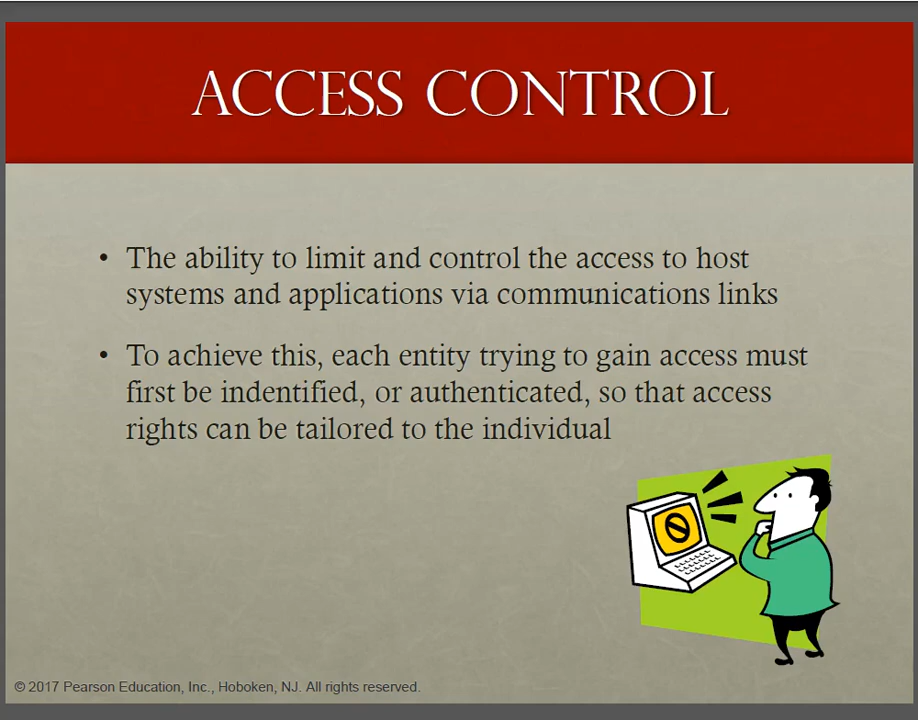 ACCESS CONTROL
• The ability to limit and control the access to host
systems and applications via communications links
• To achieve this, each entity trying to gain access must
first be indentified, or authenticated, so that access
rights can be tailored to the individual
© 2017 Pearson Education, Inc., Hoboken, NJ. All rights reserved.